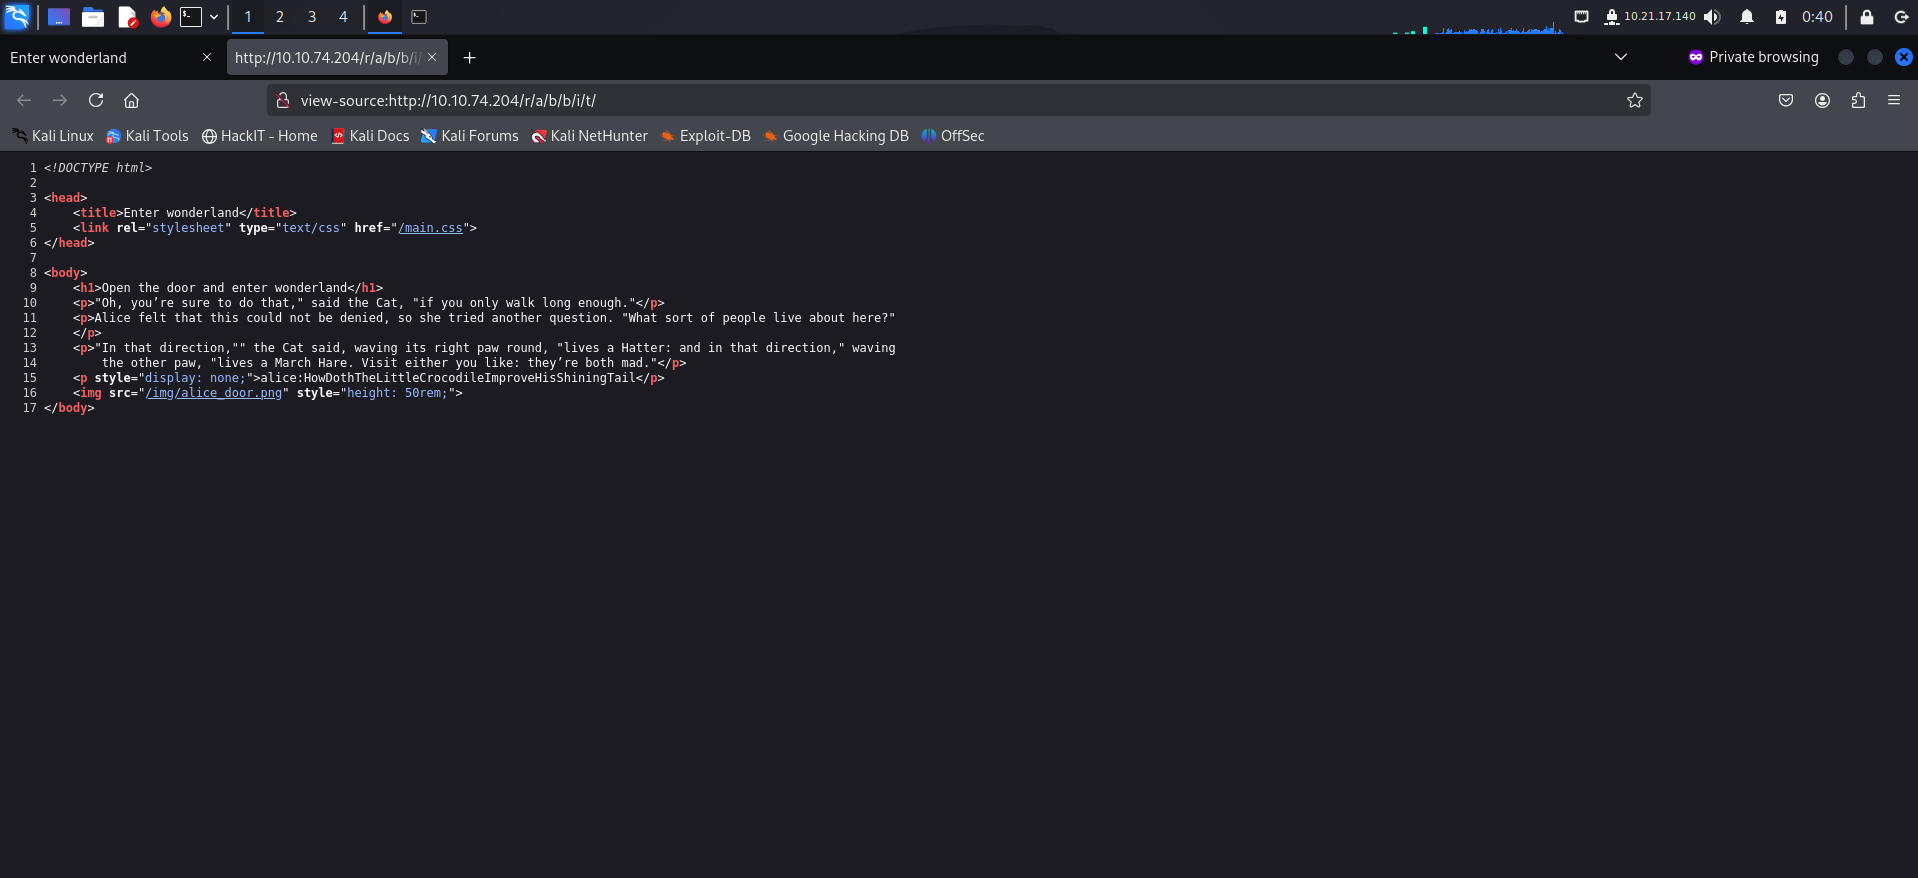 1 2 3 4 10.21.17.140 0:40
Enter wonderland http://10.10.74.204/r/a/b/b/i/ Private browsing
view-source:http://10.10.74.204/r/a/b/b/i/t/
Kali Linux Kali Tools HackIT - Home Kali Docs Kali Forums Kali NetHunter Exploit-DB Google Hacking DB OffSec
1 <!DOCTYPE html>
2
3 <head>
4     <title>Enter wonderland</title>
5     <link rel="stylesheet" type="text/css" href="/main.css">
6 </head>
7
8 <body>
9     <h1>Open the door and enter wonderland</h1>
10     <p>"Oh, you’re sure to do that," said the Cat, "if you only walk long enough."</p>
11     <p>Alice felt that this could not be denied, so she tried another question. "What sort of people live about here?"
12     </p>
13     <p>"In that direction,"" the Cat said, waving its right paw round, "lives a Hatter: and in that direction," waving
14         the other paw, "lives a March Hare. Visit either you like: they’re both mad."</p>
15     <p style="display: none;">alice:HowDothTheLittleCrocodileImproveHisShiningTail</p>
16     <img src="/img/alice_door.png" style="height: 50rem;">
17 </body>